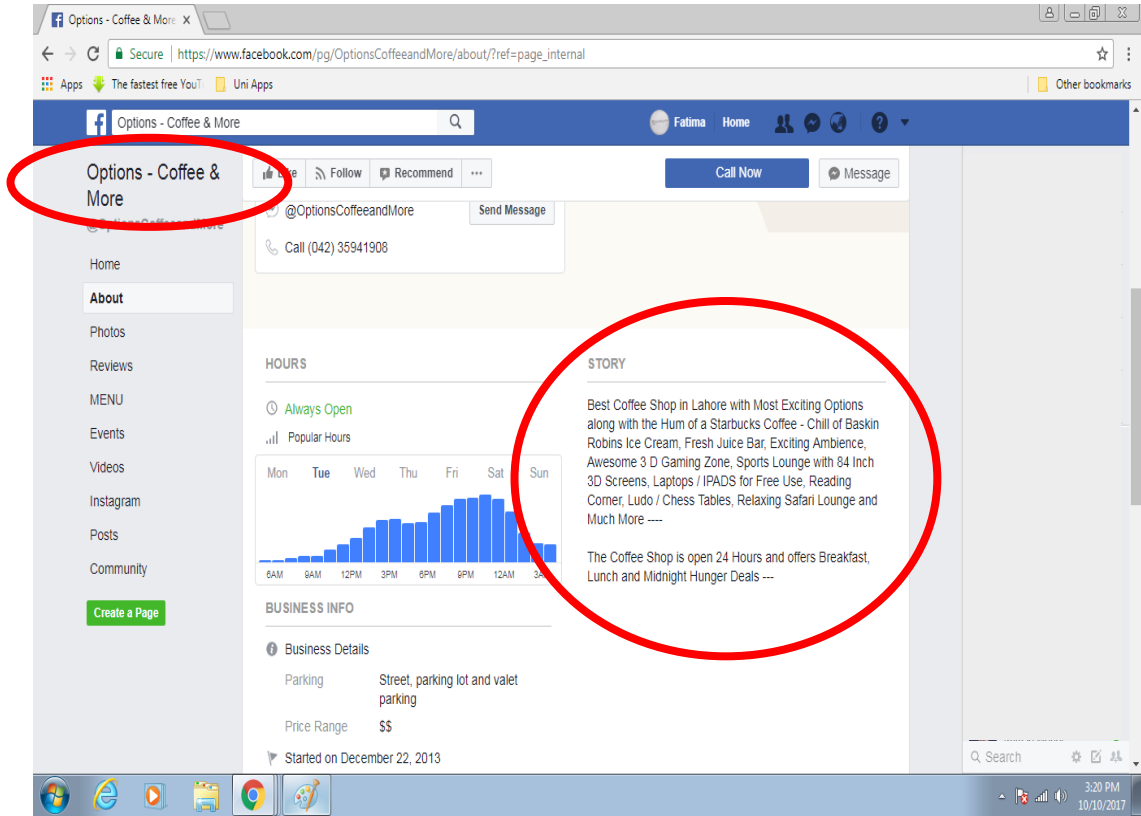 Options - Coffee & More
Secure | https://www.facebook.com/pg/OptionsCoffeeandMore/about/?ref=page_internal
Apps The fastest free YouT Uni Apps Other bookmarks
Options - Coffee & More Fatima Home
Options - Coffee &
More
@OptionsCoffeeandMore
Like Follow Recommend ... Call Now Message
@OptionsCoffeeandMore Send Message
Call (042) 35941908
Home
About
Photos
Reviews
MENU
Events
Videos
Instagram
Posts
Community
Create a Page
HOURS
Always Open
Popular Hours
Mon Tue Wed Thu Fri Sat Sun
6AM 9AM 12PM 3PM 6PM 9PM 12AM 3A
BUSINESS INFO
Business Details
Parking Street, parking lot and valet
parking
Price Range $$
Started on December 22, 2013
STORY
Best Coffee Shop in Lahore with Most Exciting Options
along with the Hum of a Starbucks Coffee - Chill of Baskin
Robins Ice Cream, Fresh Juice Bar, Exciting Ambience,
Awesome 3 D Gaming Zone, Sports Lounge with 84 Inch
3D Screens, Laptops / IPADS for Free Use, Reading
Corner, Ludo / Chess Tables, Relaxing Safari Lounge and
Much More ----
The Coffee Shop is open 24 Hours and offers Breakfast,
Lunch and Midnight Hunger Deals ---
Search
3:20 PM
10/10/2017